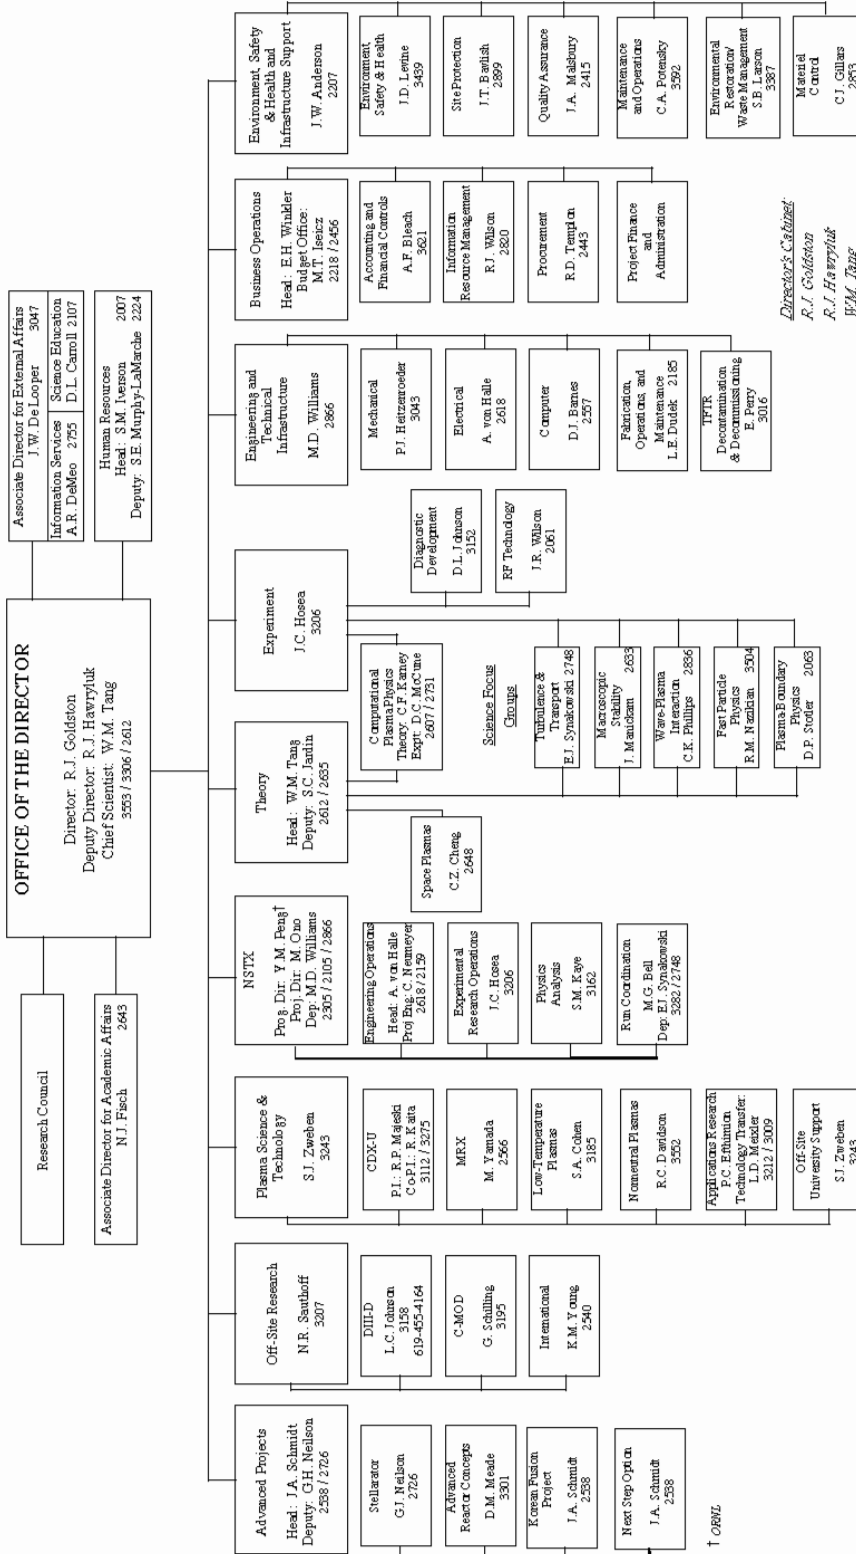 OFFICE OF THE DIRECTOR
Director: R.J. Goldston
Deputy Director: R.J. Hawryluk
Chief Scientist: W.M. Tang
3553 / 3306 / 2612
Research Council
Associate Director for Academic Affairs
N.J. Fisch 2643
Associate Director for External Affairs
J.W. DeLooper 3047
Information Services
A.R. DeMeo 2755
Science Education
D.L. Carroll 2107
Human Resources
Head: S.M. Iverson 2007
Deputy: S.E. Murphy-LaMarche 2224
Advanced Projects
Head: J.A. Schmidt
Deputy: G.H. Neilson
2538 / 2726
Stellarator
G.J. Neilson
2726
Advanced
Reactor Concepts
D.M. Meade
3301
Korean Fusion
Project
J.A. Schmidt
2538
Next Step Option
J.A. Schmidt
2538
† ORNL
Off-Site Research
N.R. Sauthoff
3207
DIII-D
L.C. Johnson
3158
619-455-4164
C-MOD
G. Schilling
3195
International
K.M. Young
2540
Plasma Science &
Technology
S.J. Zweben
3243
CDX-U
P.I.: R.P. Majeski
Co-P.I.: R. Kaita
3112 / 3275
MRX
M. Yamada
2566
Low-Temperature
Plasmas
S.A. Cohen
3185
Nonneutral Plasmas
R.C. Davidson
3552
Applications Research
P.C. Efthimion
Technology Transfer:
L.D. Meixler
3212 / 3009
Off-Site
University Support
S.J. Zweben
3243
NSTX
Prog. Dir: Y.M. Peng†
Proj. Dir: M. Ono
Dep: M.D. Williams
2305 / 2105 / 2866
Engineering Operations
Head: A. von Halle
Proj Eng: C. Neumeyer
2618 / 2159
Experimental
Research Operations
J.C. Hosea
3206
Physics
Analysis
S.M. Kaye
3162
Run Coordination
M.G. Bell
Dep: E.J. Synakowski
3282 / 2748
Theory
Head: W.M. Tang
Deputy: S.C. Jardin
2612 / 2635
Space Plasmas
C.Z. Cheng
2648
Experiment
J.C. Hosea
3206
Computational
Plasma Physics
Theory: C.F. Karney
Expt: D.C. McCune
2607 / 2731
Diagnostic
Development
D.L. Johnson
3152
RF Technology
J.R. Wilson
2061
Science Focus
Groups
Turbulence &
Transport
E.J. Synakowski 2748
Macroscopic
Stability
J. Manickam 2633
Wave-Plasma
Interaction
C.K. Phillips 2836
Fast Particle
Physics
R.M. Nazikian 3504
Plasma Boundary
Physics
D.P. Stotler 2063
Engineering and
Technical
Infrastructure
M.D. Williams
2866
Mechanical
P.J. Heitzenroeder
3043
Electrical
A. von Halle
2618
Computer
D.J. Barnes
2557
Fabrication,
Operations, and
Maintenance
L.E. Dudek 2185
TFTR
Decontamination
& Decommissioning
E. Perry
3016
Business Operations
Head: E.H. Winkler
Budget Office:
M.T. Iseicz
2218 / 2456
Accounting and
Financial Controls
A.F. Bleach
3621
Information
Resource Management
R.J. Wilson
2820
Procurement
R.D. Templon
2443
Project Finance
and
Administration
Environment, Safety
& Health and
Infrastructure Support
J.W. Anderson
2207
Environment
Safety & Health
J.D. Levine
3439
Site Protection
J.T. Bavlish
2899
Quality Assurance
J.A. Malsbury
2415
Maintenance
and Operations
C.A. Potensky
3592
Environmental
Restoration/
Waste Management
S.B. Larson
3387
Materiel
Control
C.J. Gillars
2853
Director's Cabinet:
R.J. Goldston
R.J. Hawryluk
W.M. Tang